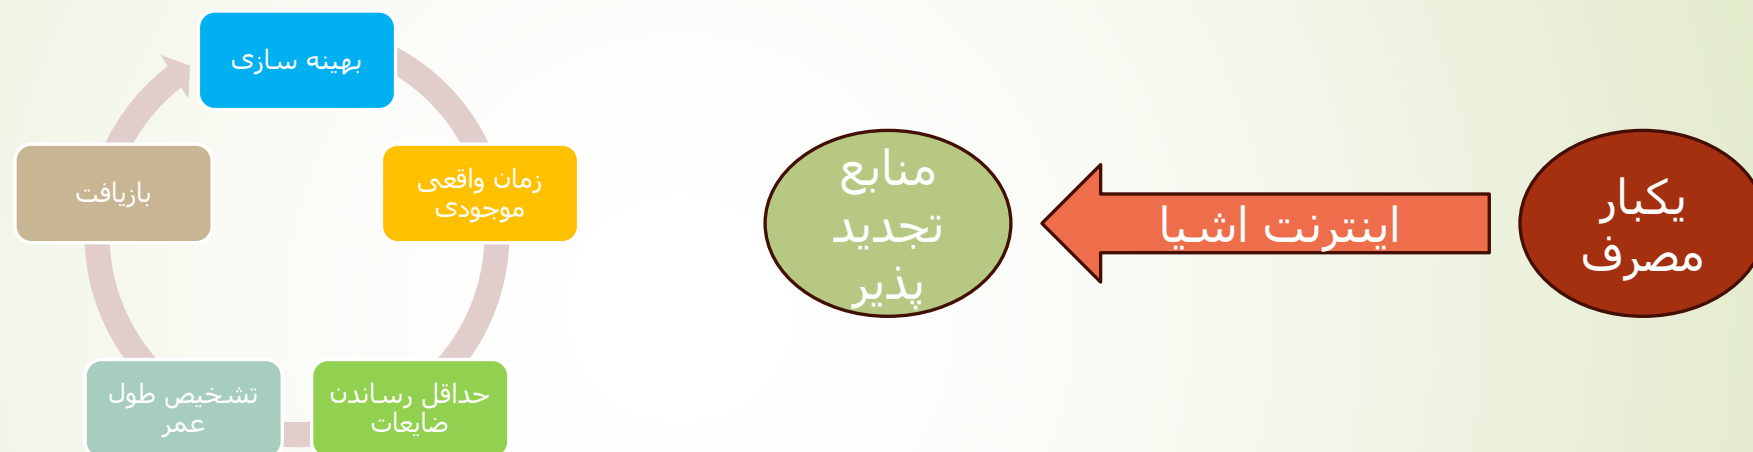 بهینه سازی
زمان واقعی
موجودی
حداقل رساندن
ضایعات
تشخیص طول
عمر
بازیافت
یکبار
مصرف
اینترنت اشیا
منابع
تجدید
پذیر